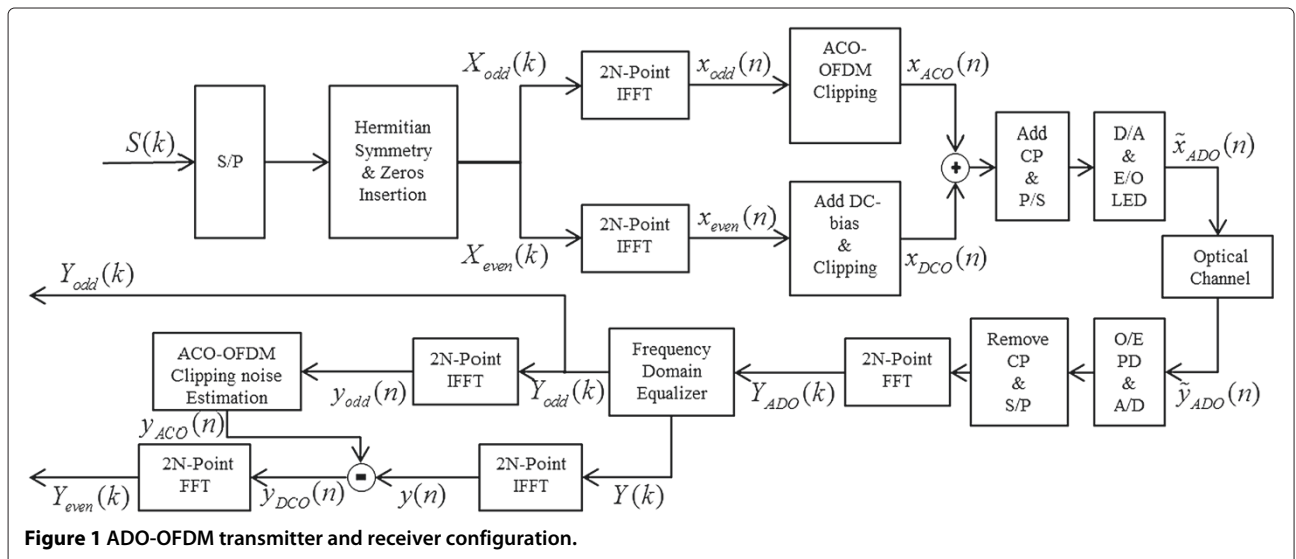 S(k)
S/P
Hermitian
Symmetry
& Zeros
Insertion
X_odd(k)
2N-Point
IFFT
x_odd(n)
ACO-
OFDM
Clipping
x_ACO(n)
X_even(k)
2N-Point
IFFT
x_even(n)
Add DC-
bias
&
Clipping
x_DCO(n)
+
Add
CP
&
P/S
D/A
&
E/O
LED
x̃_ADO(n)
Optical
Channel
ỹ_ADO(n)
O/E
PD
&
A/D
Remove
CP
&
S/P
2N-Point
FFT
Y_ADO(k)
Frequency
Domain
Equalizer
Y_odd(k)
Y_odd(k)
2N-Point
IFFT
y_odd(n)
ACO-OFDM
Clipping noise
Estimation
y_ACO(n)
Y(k)
2N-Point
IFFT
y(n)
-
y_DCO(n)
2N-Point
FFT
Y_even(k)
Figure 1 ADO-OFDM transmitter and receiver configuration.